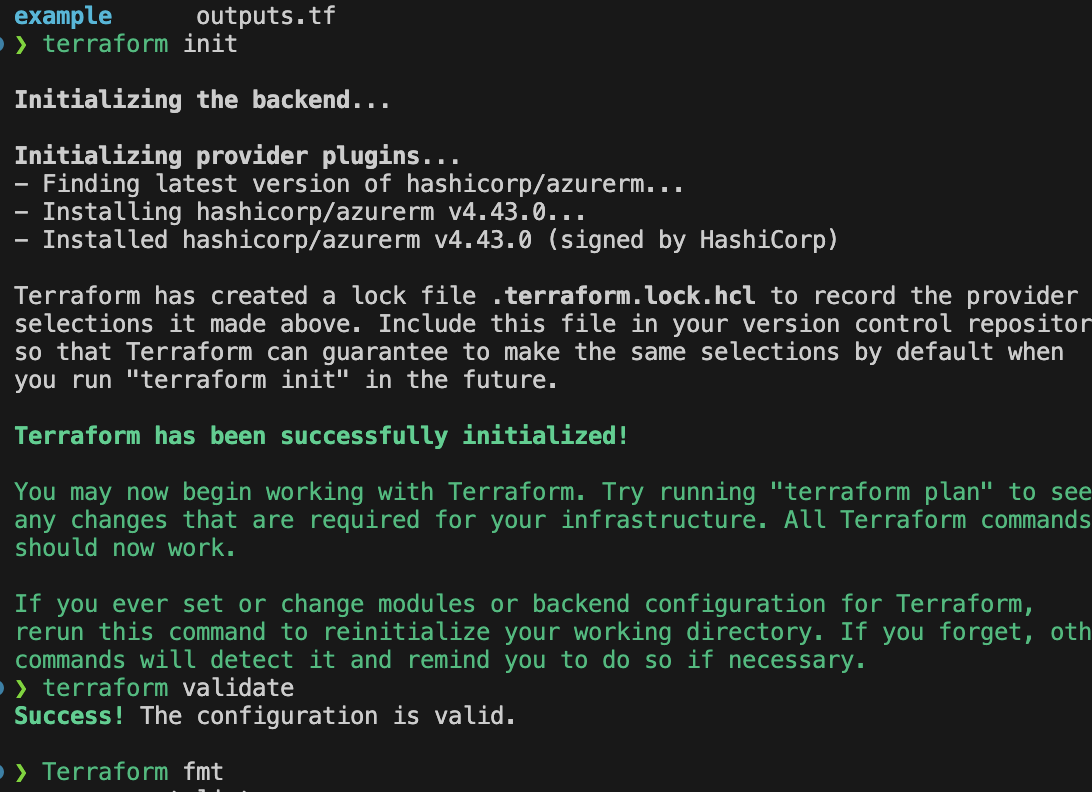 example      outputs.tf
❯ terraform init
Initializing the backend...
Initializing provider plugins...
- Finding latest version of hashicorp/azurerm...
- Installing hashicorp/azurerm v4.43.0...
- Installed hashicorp/azurerm v4.43.0 (signed by HashiCorp)
Terraform has created a lock file .terraform.lock.hcl to record the provider
selections it made above. Include this file in your version control repositor
so that Terraform can guarantee to make the same selections by default when
you run "terraform init" in the future.
Terraform has been successfully initialized!
You may now begin working with Terraform. Try running "terraform plan" to see
any changes that are required for your infrastructure. All Terraform commands
should now work.
If you ever set or change modules or backend configuration for Terraform,
rerun this command to reinitialize your working directory. If you forget, oth
commands will detect it and remind you to do so if necessary.
❯ terraform validate
Success! The configuration is valid.
❯ Terraform fmt